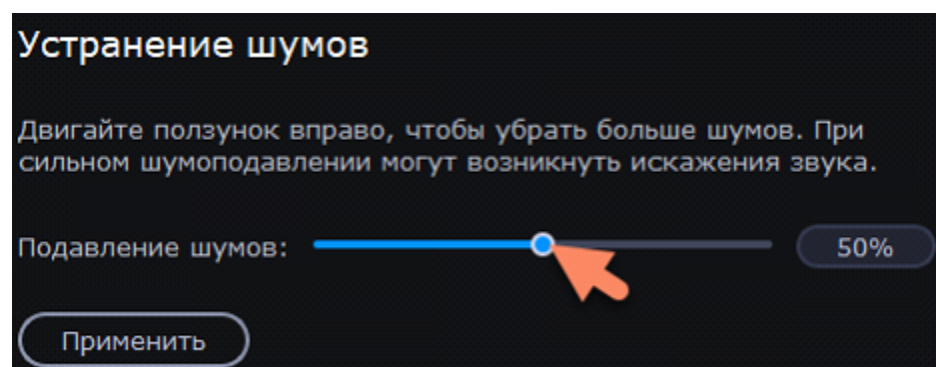 Устранение шумов
Двигайте ползунок вправо, чтобы убрать больше шумов. При
сильном шумоподавлении могут возникнуть искажения звука.
Подавление шумов: 50%
Применить